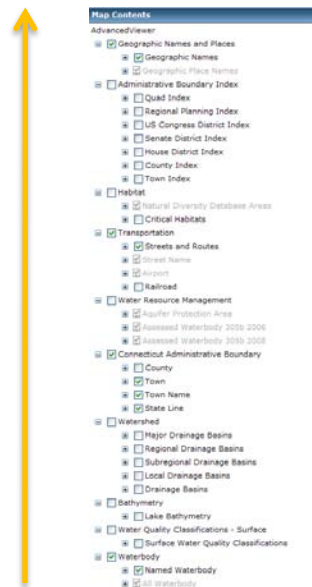 Map Contents
AdvancedViewer
Geographic Names and Places
Geographic Names
Geographic Place Names
Administrative Boundary Index
Quad Index
Regional Planning Index
US Congress District Index
Senate District Index
House District Index
County Index
Town Index
Habitat
Natural Diversity Database Areas
Critical Habitats
Transportation
Streets and Routes
Street Name
Airport
Railroad
Water Resource Management
Aquifer Protection Area
Assessed Waterbody 305b 2006
Assessed Waterbody 305b 2008
Connecticut Administrative Boundary
County
Town
Town Name
State Line
Watershed
Major Drainage Basins
Regional Drainage Basins
Subregional Drainage Basins
Local Drainage Basins
Drainage Basins
Bathymetry
Lake Bathymetry
Water Quality Classifications - Surface
Surface Water Quality Classifications
Waterbody
Named Waterbody
All Waterbody